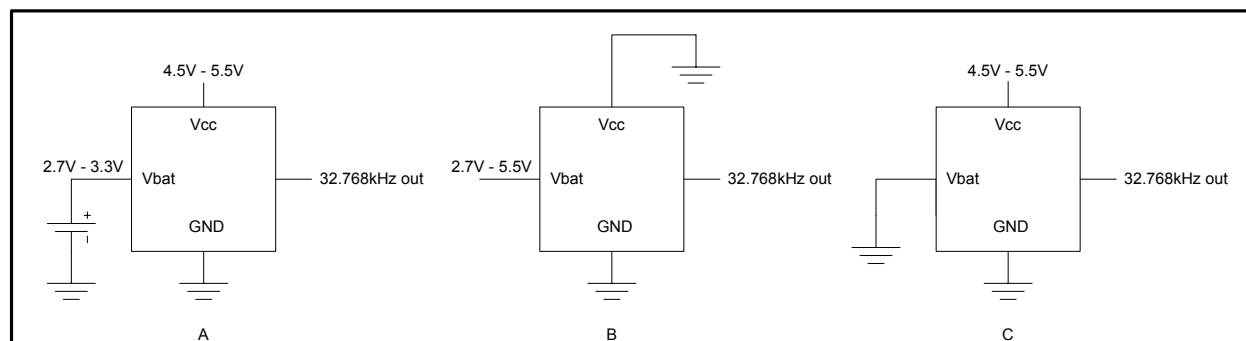 4.5V - 5.5V
Vcc
2.7V - 3.3V
Vbat
32.768kHz out
+
–
GND
A
Vcc
2.7V - 5.5V
Vbat
32.768kHz out
GND
B
4.5V - 5.5V
Vcc
Vbat
32.768kHz out
GND
C